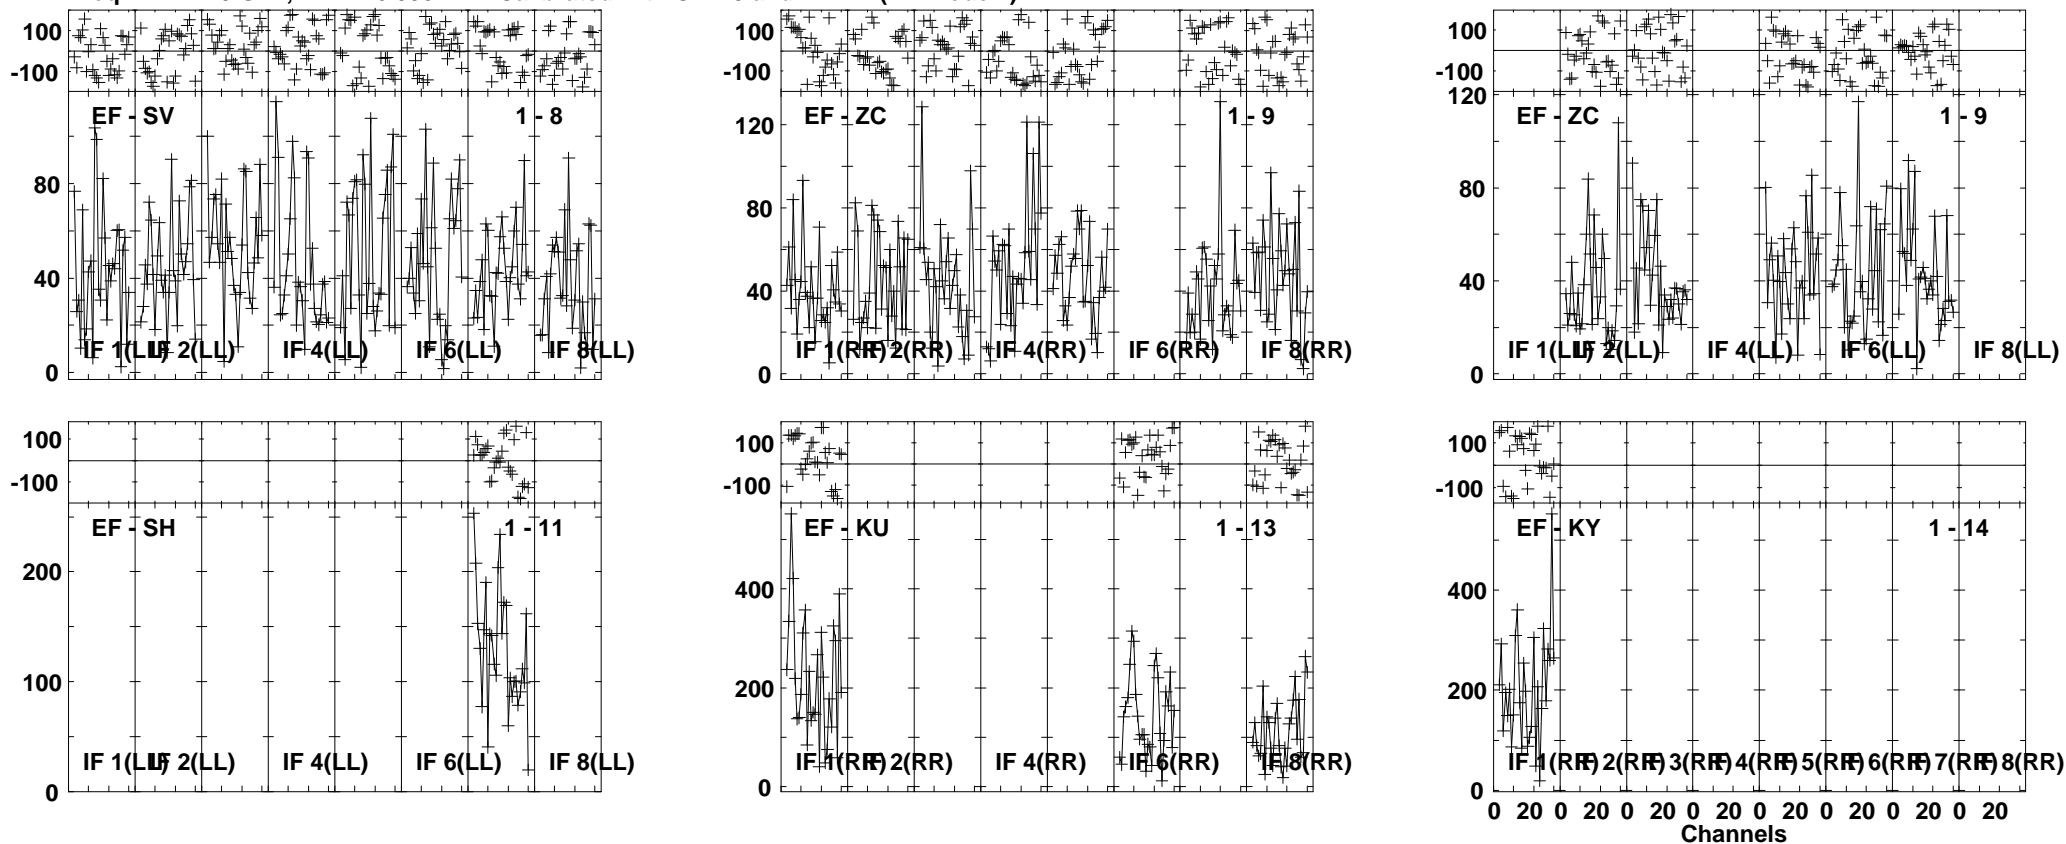 100
-100
EF - SV 1 - 8
80
40
0
IF 1(LL) IF 2(LL) IF 4(LL) IF 6(LL) IF 8(LL)
100
-100
EF - ZC 1 - 9
120
80
40
0
IF 1(RR) IF 2(RR) IF 4(RR) IF 6(RR) IF 8(RR)
100
-100
120
EF - ZC 1 - 9
80
40
0
IF 1(LL) IF 2(LL) IF 4(LL) IF 6(LL) IF 8(LL)
100
-100
EF - SH 1 - 11
200
100
0
IF 1(LL) IF 2(LL) IF 4(LL) IF 6(LL) IF 8(LL)
100
-100
EF - KU 1 - 13
400
200
0
IF 1(RR) IF 2(RR) IF 4(RR) IF 6(RR) IF 8(RR)
100
-100
EF - KY 1 - 14
400
200
0
IF 1(RR) IF 2(RR) IF 3(RR) IF 4(RR) IF 5(RR) IF 6(RR) IF 7(RR) IF 8(RR)
0 20 0 20 0 20 0 20 0 20 0 20 0 20 0 20
Channels